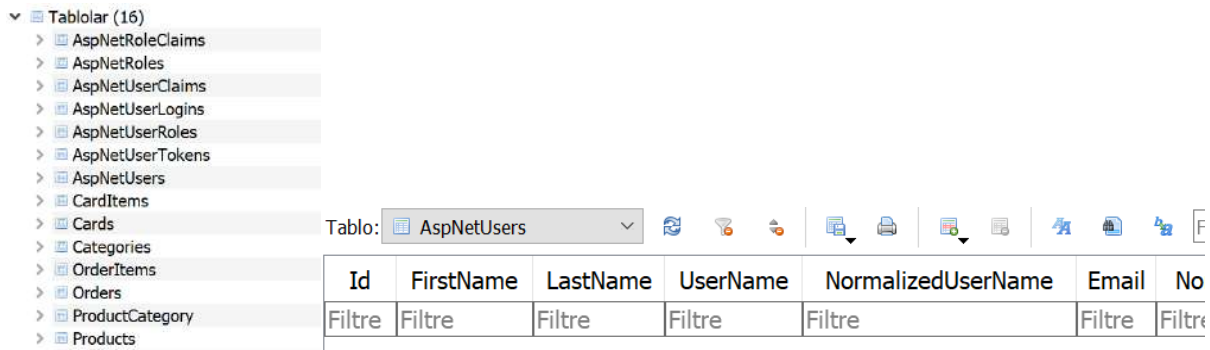 Tablolar (16)
AspNetRoleClaims
AspNetRoles
AspNetUserClaims
AspNetUserLogins
AspNetUserRoles
AspNetUserTokens
AspNetUsers
CardItems
Cards
Categories
OrderItems
Orders
ProductCategory
Products
Tablo: AspNetUsers
Id FirstName LastName UserName NormalizedUserName Email No
Filtre Filtre Filtre Filtre Filtre Filtre Filtre